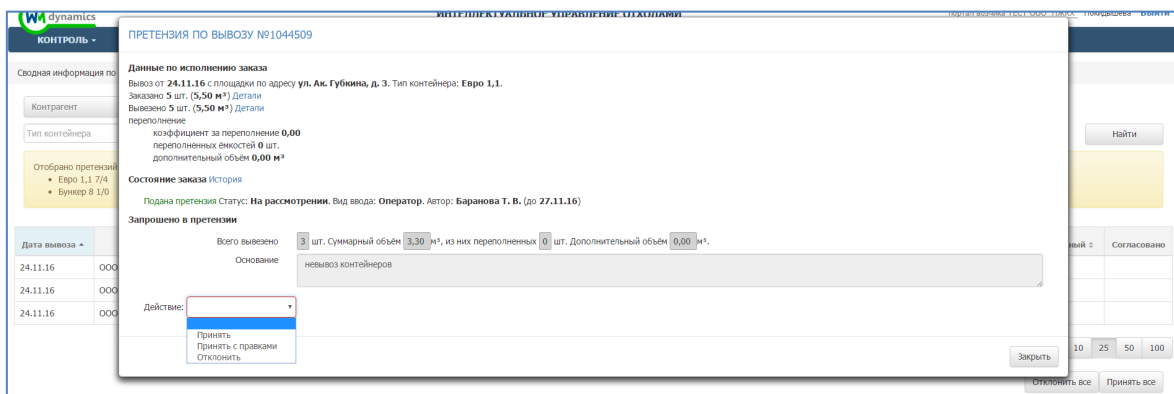 dynamics
ИНТЕЛЛЕКТУАЛЬНОЕ УПРАВЛЕНИЕ ОТХОДАМИ
Выйти
КОНТРОЛЬ
ПРЕТЕНЗИЯ ПО ВЫВОЗУ №1044509
Сводная информация по
Данные по исполнению заказа
Вывоз от 24.11.16 с площадки по адресу ул. Ак. Губкина, д. 3. Тип контейнера: Евро 1,1.
Заказано 5 шт. (5,50 м³) Детали
Контрагент
Вывезено 5 шт. (5,50 м³) Детали
переполнение
Тип контейнера
коэффициент за переполнение 0,00
Найти
переполненных ёмкостей 0 шт.
дополнительный объём 0,00 м³
Отобрано претензий
Евро 1,1 7/4
Бункер 8 1/0
Состояние заказа История
Подана претензия Статус: На рассмотрении. Вид ввода: Оператор. Автор: Баранова Т. В. (до 27.11.16)
Запрошено в претензии
Дата вывоза
Всего вывезено 3 шт. Суммарный объём 3,30 м³, из них переполненных 0 шт. Дополнительный объём 0,00 м³.
ный Согласовано
Основание невывоз контейнеров
24.11.16 ООО
24.11.16 ООО
24.11.16 ООО
Действие:
Принять
Принять с правками
Отклонить
Закрыть
10 25 50 100
Отклонить все Принять все